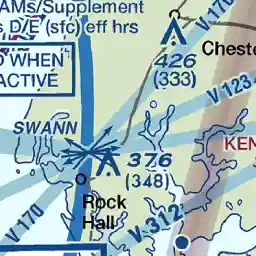 AMs/Supplement
s D/E (sfc) eff hrs
D WHEN
ACTIVE
V 170
426
(333)
Cheste
V 123
SWANN
KEN
376
(348)
Rock
Hall
V 170
V 312